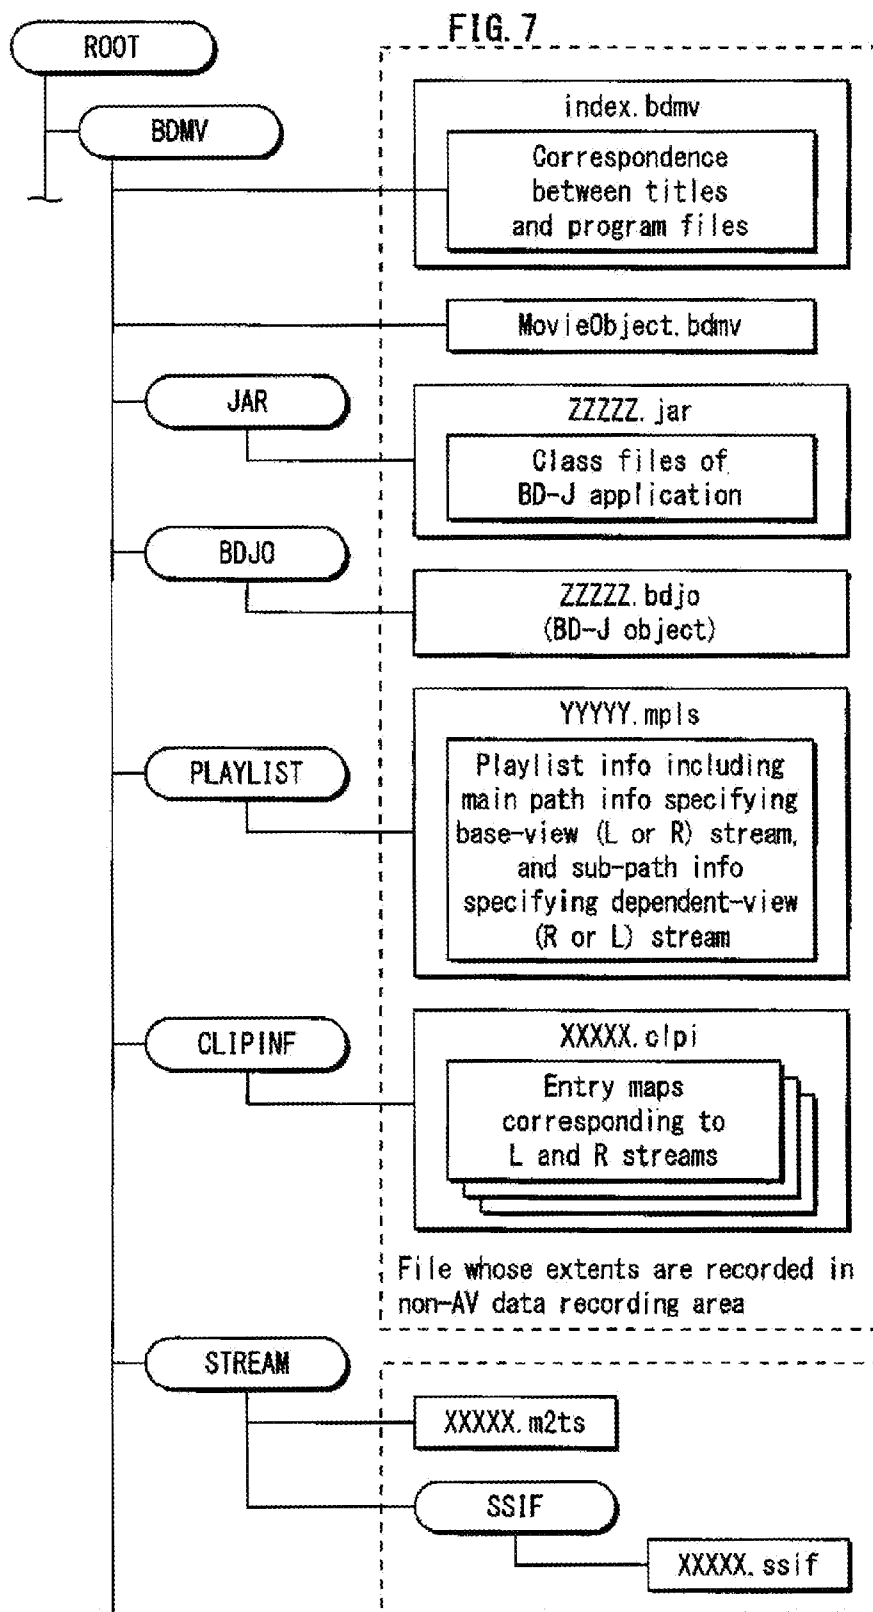 FIG. 7
ROOT
BDMV
index.bdmv
Correspondence
between titles
and program files
MovieObject.bdmv
JAR
ZZZZZ.jar
Class files of
BD-J application
BDJO
ZZZZZ.bdjo
(BD-J object)
PLAYLIST
YYYYY.mpls
Playlist info including
main path info specifying
base-view (L or R) stream,
and sub-path info
specifying dependent-view
(R or L) stream
CLIPINF
XXXXX.clpi
Entry maps
corresponding to
L and R streams
File whose extents are recorded in
non-AV data recording area
STREAM
XXXXX.m2ts
SSIF
XXXXX.ssif